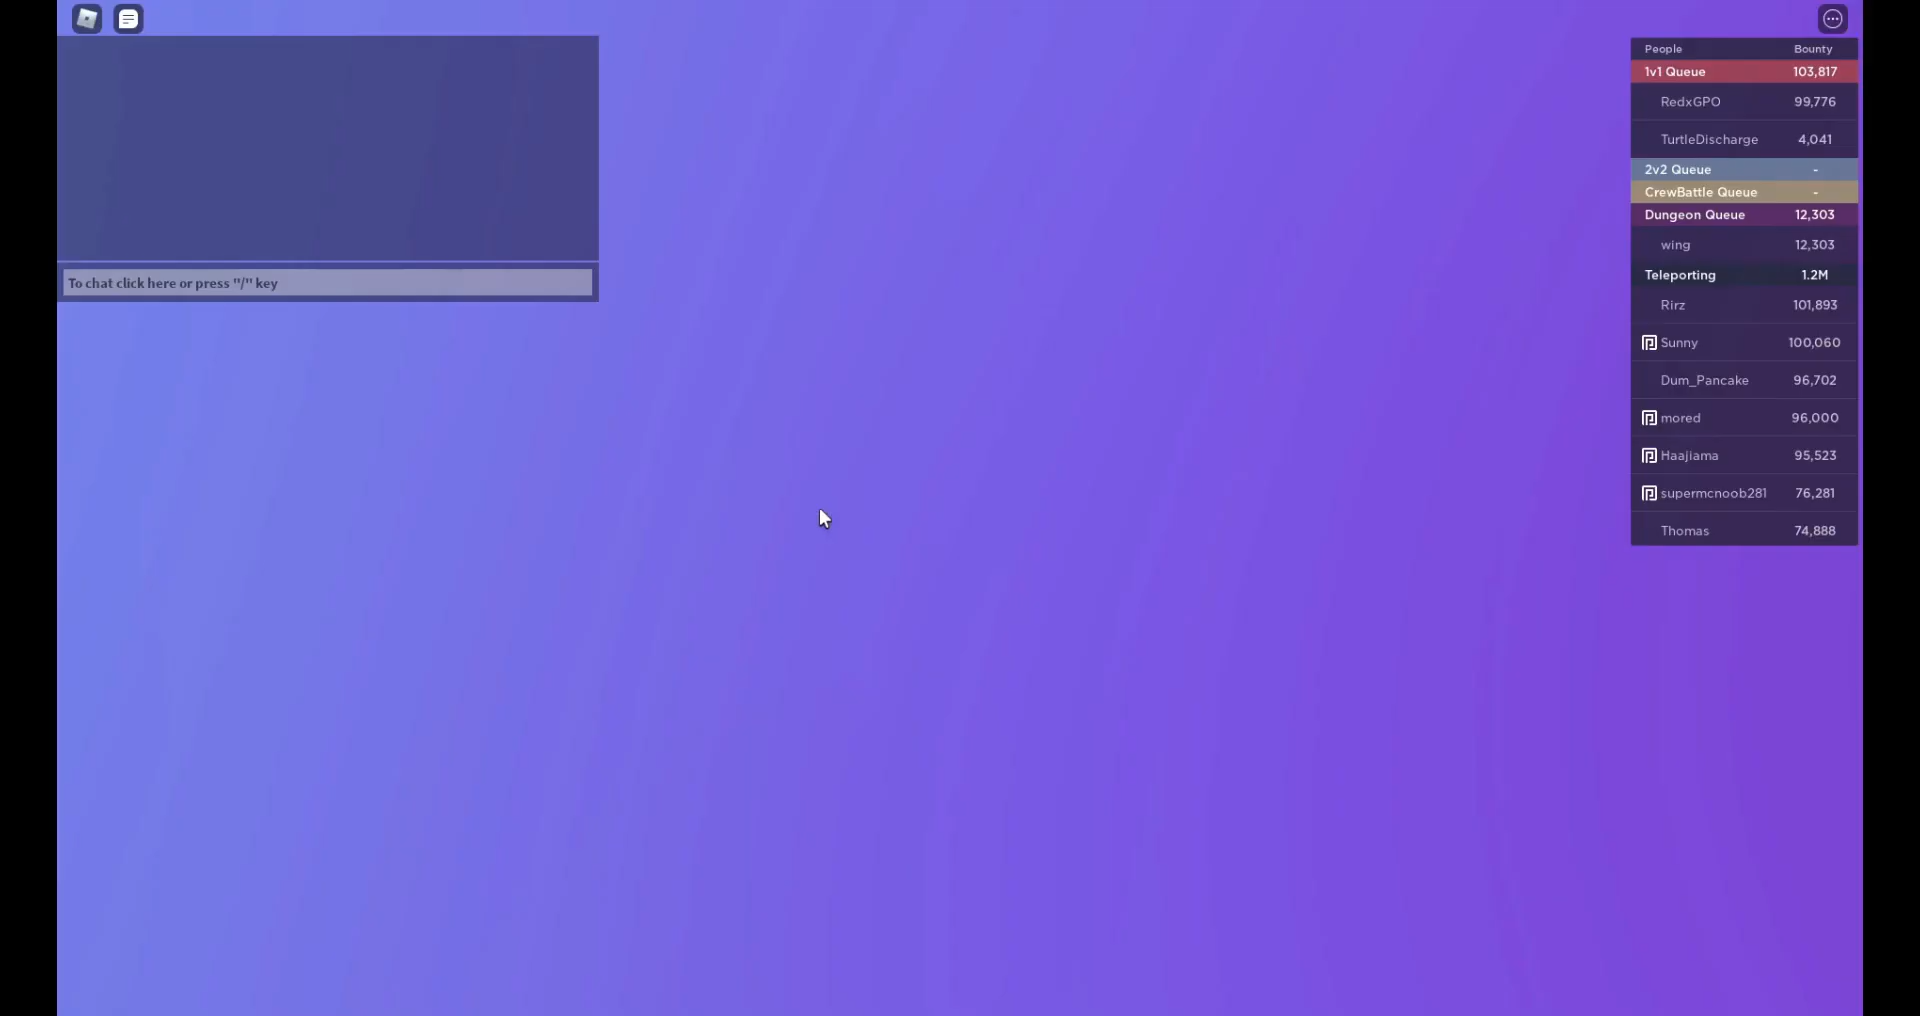 To chat click here or press "/" key
People Bounty
1v1 Queue 103,817
RedxGPO 99,776
TurtleDischarge 4,041
2v2 Queue -
CrewBattle Queue -
Dungeon Queue 12,303
wing 12,303
Teleporting 1.2M
Rirz 101,893
Sunny 100,060
Dum_Pancake 96,702
mored 96,000
Haajiama 95,523
supermcnoob281 76,281
Thomas 74,888